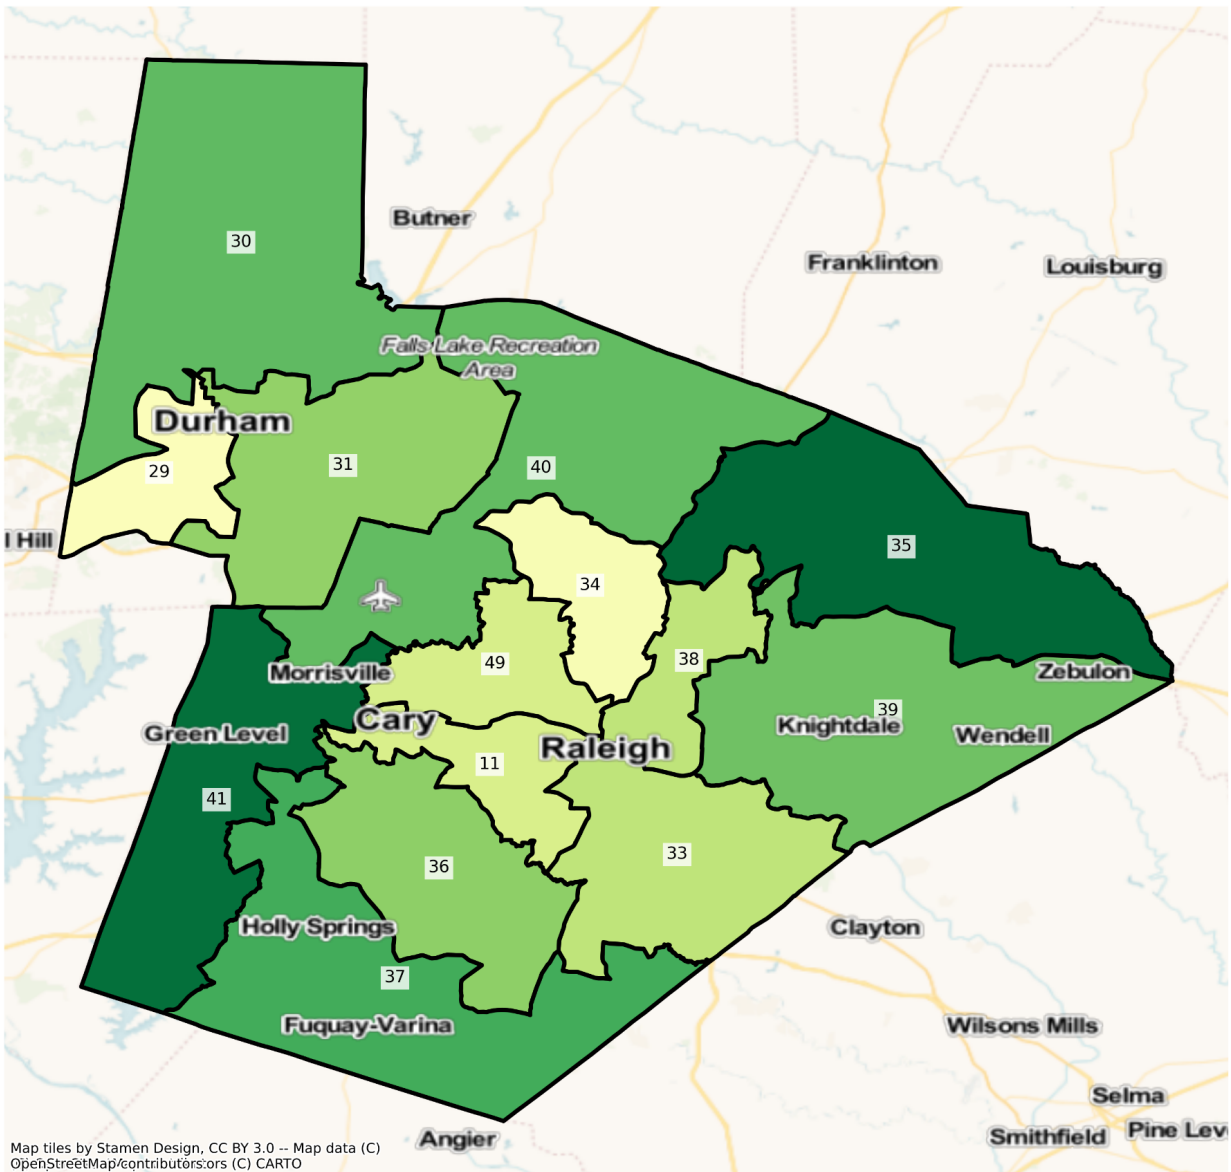 Butner
30
Franklinton
Louisburg
Falls Lake Recreation
Area
Durham
29
31
40
l Hill
35
34
Morrisville
49
38
Zebulon
39
Cary
Knightdale
Wendell
Green Level
Raleigh
11
41
33
36
Holly Springs
Clayton
37
Fuquay-Varina
Wilsons Mills
Selma
Angier
Smithfield
Pine Lev
Map tiles by Stamen Design, CC BY 3.0 -- Map data (C)
OpenStreetMap contributors (C) CARTO